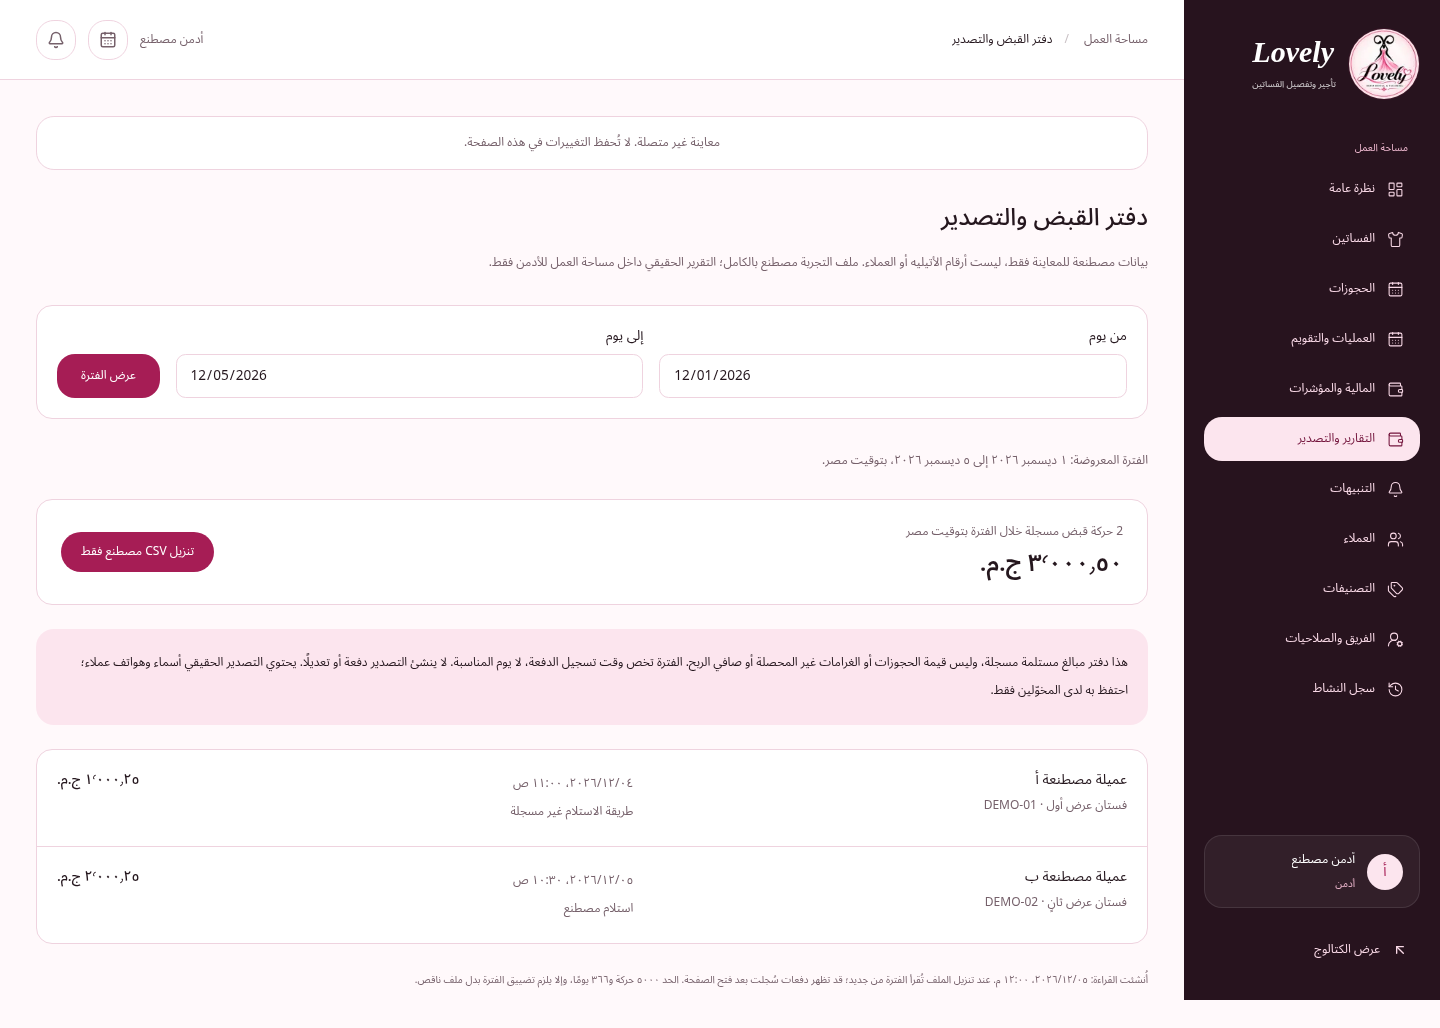 Lovely
تأجير وتفصيل الفساتين
Lovely
مساحة العمل
نظرة عامة
الفساتين
الحجوزات
العمليات والتقويم
المالية والمؤشرات
التقارير والتصدير
التنبيهات
العملاء
التصنيفات
الفريق والصلاحيات
سجل النشاط
أ
أدمن مصطنع
أدمن
عرض الكتالوج
مساحة العمل / دفتر القبض والتصدير
أدمن مصطنع
معاينة غير متصلة. لا تُحفظ التغييرات في هذه الصفحة.
دفتر القبض والتصدير
بيانات مصطنعة للمعاينة فقط، ليست أرقام الأتيليه أو العملاء. ملف التجربة مصطنع بالكامل؛ التقرير الحقيقي داخل مساحة العمل للأدمن فقط.
من يوم
12/01/2026
إلى يوم
12/05/2026
عرض الفترة
الفترة المعروضة: ١ ديسمبر ٢٠٢٦ إلى ٥ ديسمبر ٢٠٢٦، بتوقيت مصر.
2 حركة قبض مسجلة خلال الفترة بتوقيت مصر
٣٬٠٠٠٫٥٠ ج.م.
تنزيل CSV مصطنع فقط
هذا دفتر مبالغ مستلمة مسجلة، وليس قيمة الحجوزات أو الغرامات غير المحصلة أو صافي الربح. الفترة تخص وقت تسجيل الدفعة، لا يوم المناسبة. لا ينشئ التصدير دفعة أو تعديلًا. يحتوي التصدير الحقيقي أسماء وهواتف عملاء؛
احتفظ به لدى المخوّلين فقط.
عميلة مصطنعة أ
فستان عرض أول · DEMO-01
٢٠٢٦/١٢/٠٤، ١١:٠٠ ص
طريقة الاستلام غير مسجلة
١٬٠٠٠٫٢٥ ج.م.
عميلة مصطنعة ب
فستان عرض ثانٍ · DEMO-02
٢٠٢٦/١٢/٠٥، ١٠:٣٠ ص
استلام مصطنع
٢٬٠٠٠٫٢٥ ج.م.
أُنشئت القراءة: ٢٠٢٦/١٢/٠٥، ١٢:٠٠ م. عند تنزيل الملف تُقرأ الفترة من جديد؛ قد تظهر دفعات سُجلت بعد فتح الصفحة. الحد ٥٠٠٠ حركة و٣٦٦ يومًا، وإلا يلزم تضييق الفترة بدل ملف ناقص.